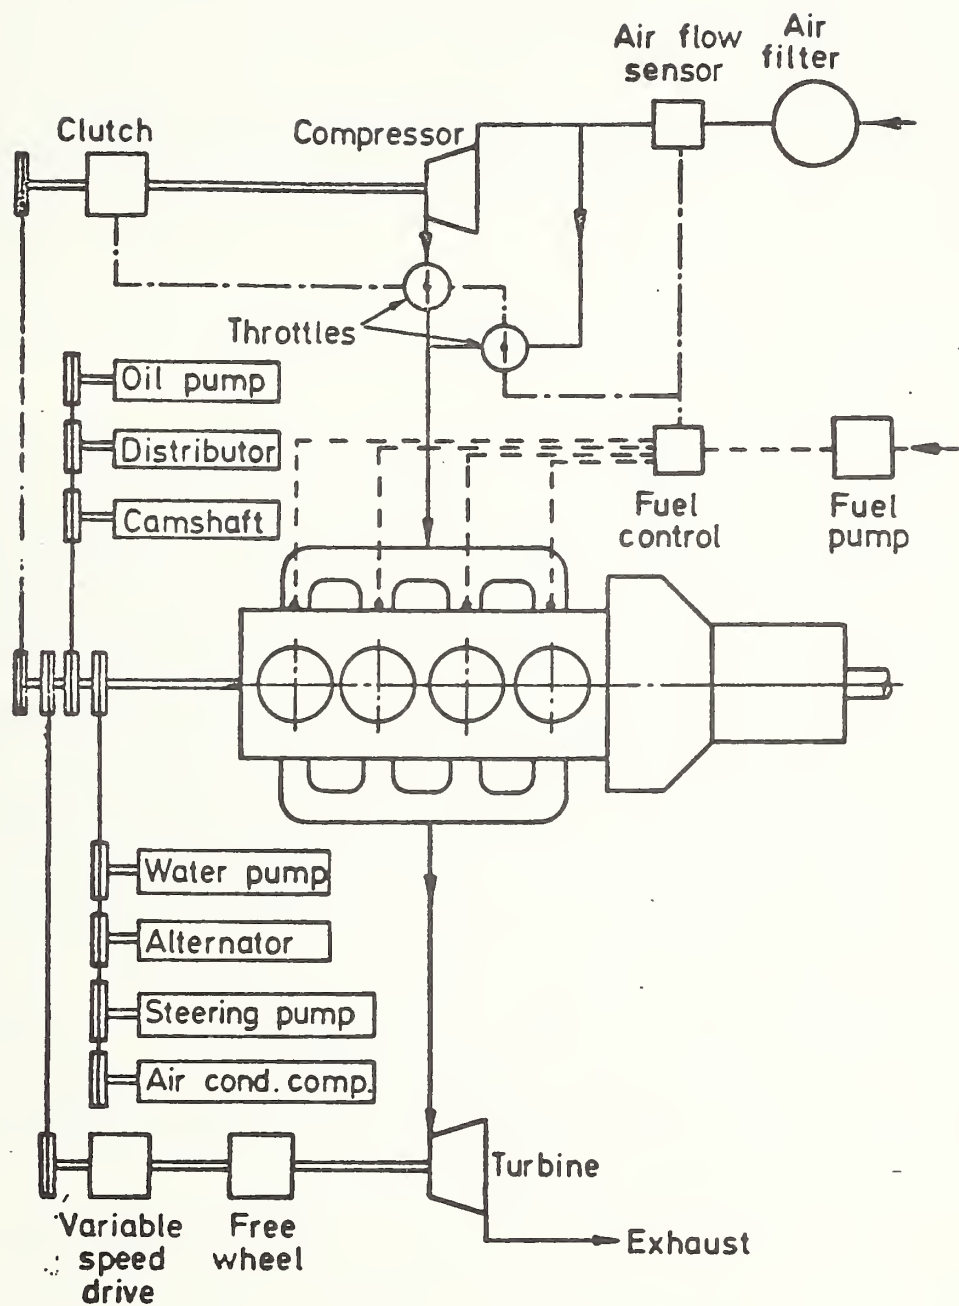 Air flow
sensor
Air
filter
Clutch
Compressor
Throttles
Oil pump
Distributor
Camshaft
Fuel
control
Fuel
pump
Water pump
Alternator
Steering pump
Air cond. comp.
Turbine
Variable
speed
drive
Free
wheel
Exhaust